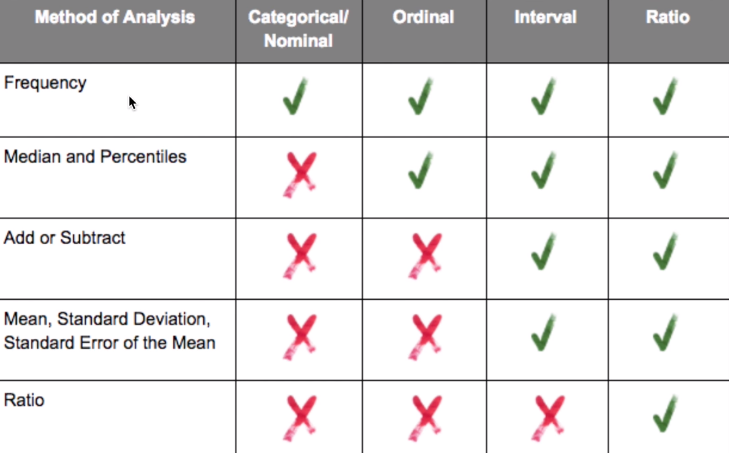 Method of Analysis
Categorical/
Nominal
Ordinal
Interval
Ratio
Frequency
Median and Percentiles
Add or Subtract
Mean, Standard Deviation,
Standard Error of the Mean
Ratio